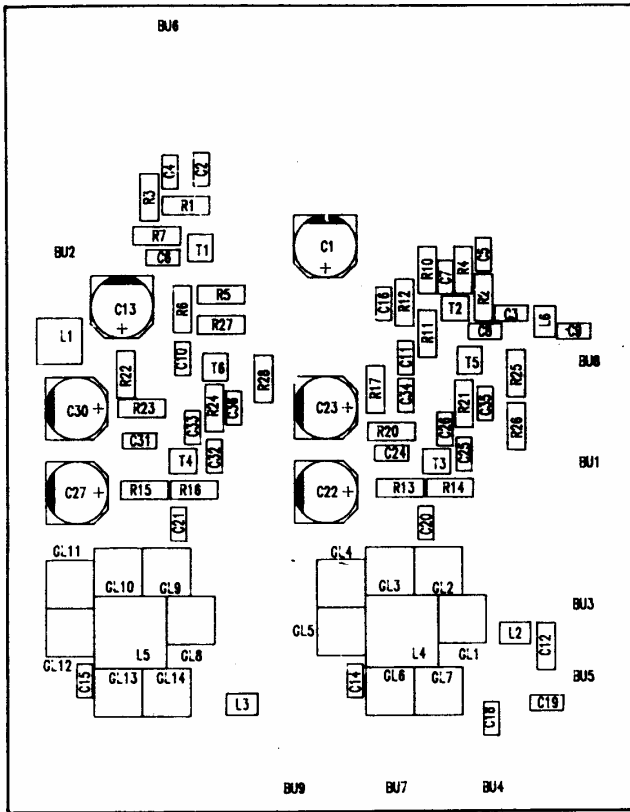 BU6
C4
C2
R3
R1
R7
T1
C6
BU2
C1
+
R10
C7
R4
C5
R2
C13
+
R6
R5
R27
C16
R12
T2
C3
C8
L6
C9
R11
L1
C10
T6
R28
C11
T5
R25
BU8
R22
R17
C34
R21
C35
C30
+
R23
R24
C36
C33
C23
+
R20
C26
R26
C31
T4
C32
C24
T3
C25
BU1
C27
+
R15
R16
C22
+
R13
R14
C21
C20
GL11
GL10
GL9
GL4
GL3
GL2
BU3
GL5
L2
C12
GL12
L5
GL8
L4
GL1
C15
GL13
GL14
C14
GL6
GL7
BU5
L3
C18
C19
BU9
BU7
BU4